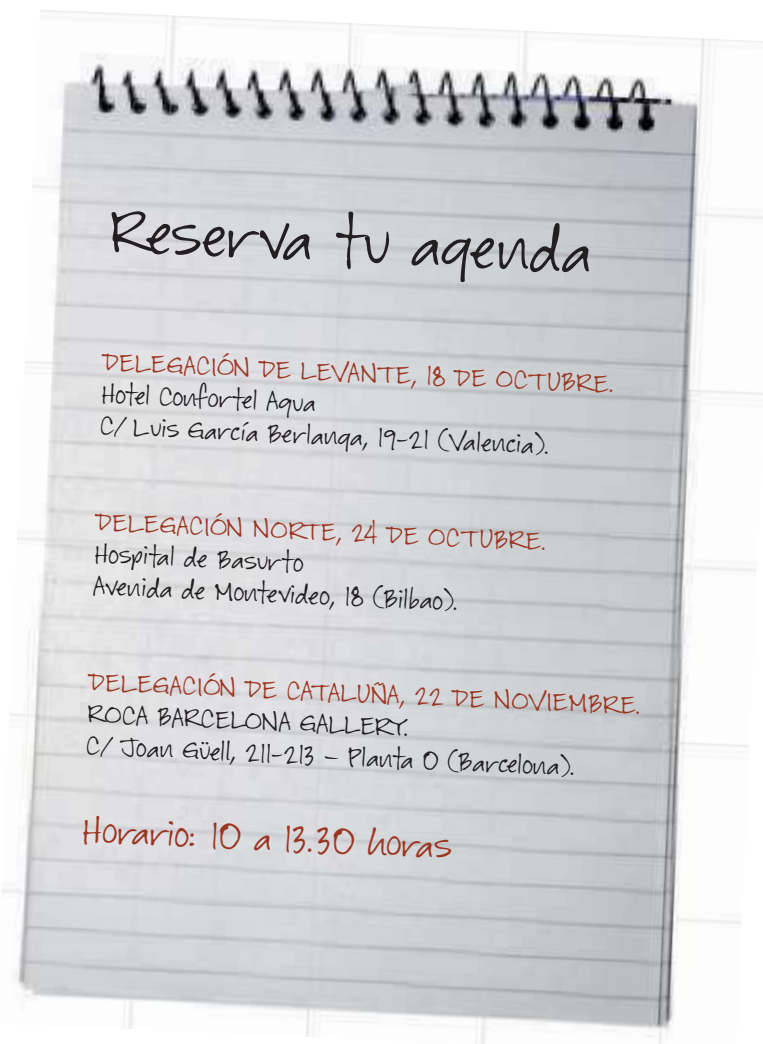 Reserva tu agenda
DELEGACIÓN DE LEVANTE, 18 DE OCTUBRE.
Hotel Confortel Aqua
C/ Luis García Berlanga, 19-21 (Valencia).
DELEGACIÓN NORTE, 24 DE OCTUBRE.
Hospital de Basurto
Avenida de Montevideo, 18 (Bilbao).
DELEGACIÓN DE CATALUÑA, 22 DE NOVIEMBRE.
ROCA BARCELONA GALLERY.
C/ Joan Güell, 211-213 – Planta 0 (Barcelona).
Horario: 10 a 13.30 horas